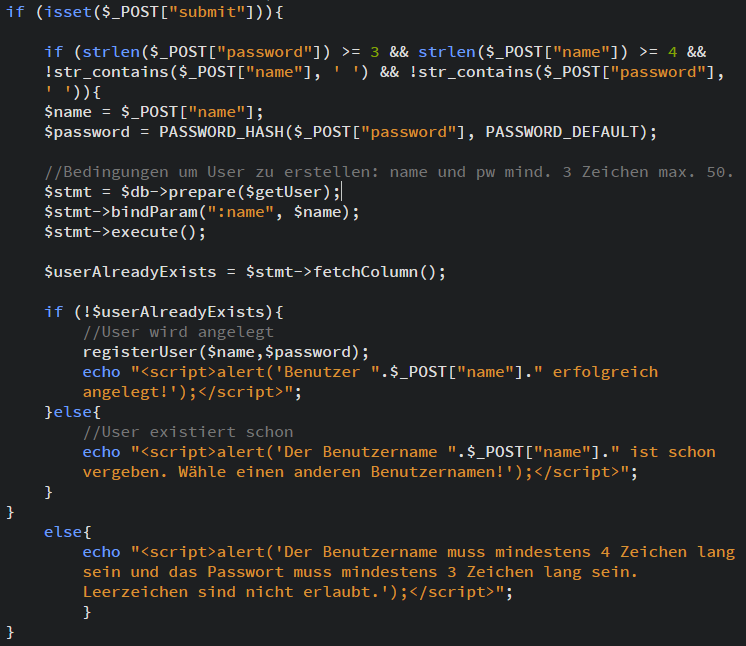 if (isset($_POST["submit"])){
if (strlen($_POST["password"]) >= 3 && strlen($_POST["name"]) >= 4 &&
!str_contains($_POST["name"], ' ') && !str_contains($_POST["password"],
' ')){
$name = $_POST["name"];
$password = PASSWORD_HASH($_POST["password"], PASSWORD_DEFAULT);
//Bedingungen um User zu erstellen: name und pw mind. 3 Zeichen max. 50.
$stmt = $db->prepare($getUser);
$stmt->bindParam(":name", $name);
$stmt->execute();
$userAlreadyExists = $stmt->fetchColumn();
if (!$userAlreadyExists){
//User wird angelegt
registerUser($name,$password);
echo "<script>alert('Benutzer ".$_POST["name"]." erfolgreich
angelegt!');</script>";
}else{
//User existiert schon
echo "<script>alert('Der Benutzername ".$_POST["name"]." ist schon
vergeben. Wähle einen anderen Benutzernamen!');</script>";
}
}
else{
echo "<script>alert('Der Benutzername muss mindestens 4 Zeichen lang
sein und das Passwort muss mindestens 3 Zeichen lang sein.
Leerzeichen sind nicht erlaubt.');</script>";
}
}